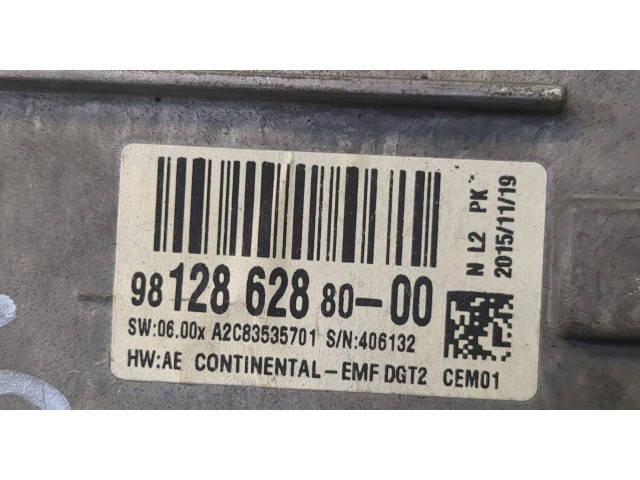 98 128 628 80-00
SW:06.00x A2C83535701 S/N:406132
HW:AE CONTINENTAL-EMF DGT2 CEM01
N L2 PK
2015/11/19